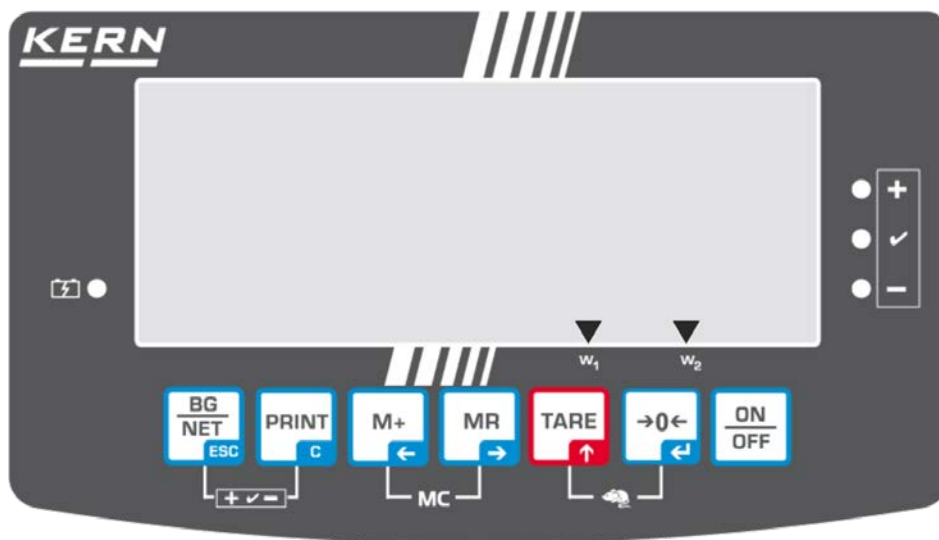 KERN
W₁ W₂
BG
NET
ESC
PRINT
C
M+
MR
TARE
→0←
ON
OFF
MC